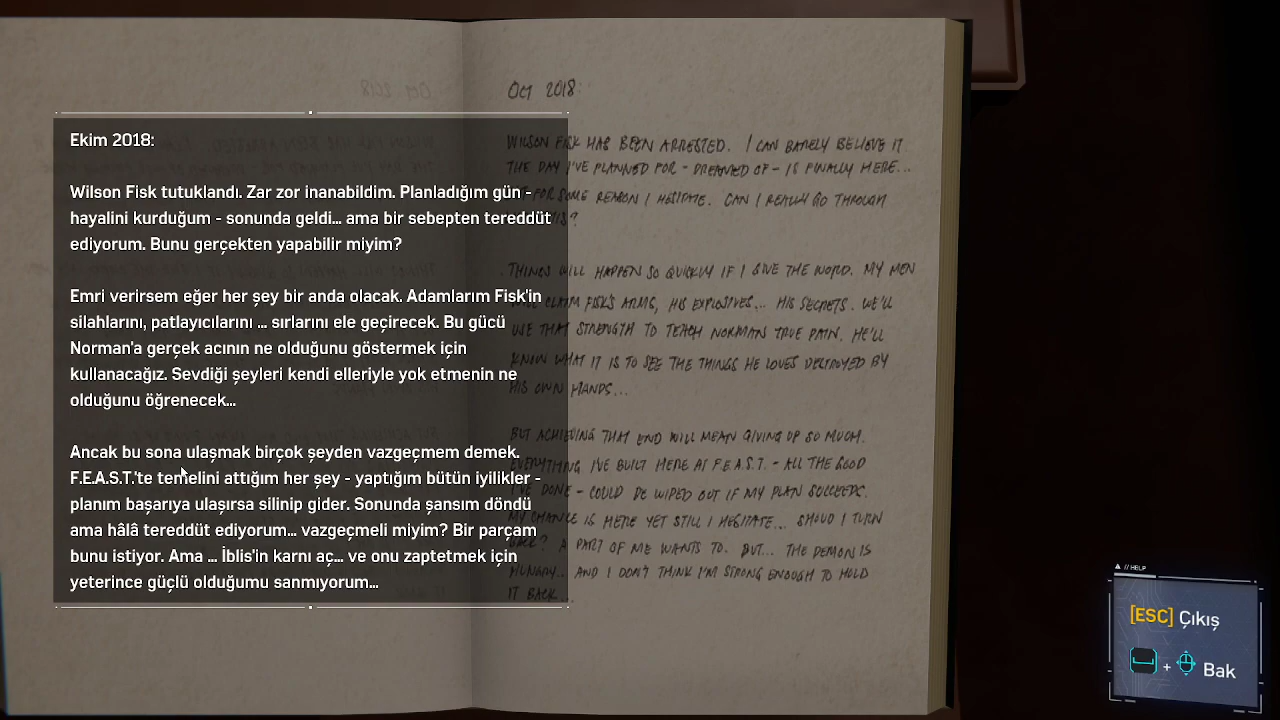 Ekim 2018:
Wilson Fisk tutuklandı. Zar zor inanabildim. Planladığım gün -
hayalini kurduğum - sonunda geldi... ama bir sebepten tereddüt
ediyorum. Bunu gerçekten yapabilir miyim?
Emri verirsem eğer her şey bir anda olacak. Adamlarım Fisk'in
silahlarını, patlayıcılarını ... sırlarını ele geçirecek. Bu gücü
Norman'a gerçek acının ne olduğunu göstermek için
kullanacağız. Sevdiği şeyleri kendi elleriyle yok etmenin ne
olduğunu öğrenecek...
Ancak bu sona ulaşmak birçok şeyden vazgeçmem demek.
F.E.A.S.T.'te temelini attığım her şey - yaptığım bütün iyilikler -
planım başarıya ulaşırsa silinip gider. Sonunda şansım döndü
ama hâlâ tereddüt ediyorum... vazgeçmeli miyim? Bir parçam
bunu istiyor. Ama ... İblis'in karnı aç... ve onu zaptetmek için
yeterince güçlü olduğumu sanmıyorum...
OCT 2018:
WILSON FISK HAS BEEN ARRESTED. I CAN BARELY BELIEVE IT
THE DAY I'VE PLANNED FOR - DREAMED OF - IS FINALLY HERE...
FOR SOME REASON I HESITATE. CAN I REALLY GO THROUGH
THINGS WILL HAPPEN SO QUICKLY IF I GIVE THE WORD. MY MEN
CLAIM FISK'S ARMS, HIS EXPLOSIVES... HIS SECRETS. WE'LL
USE THAT STRENGTH TO TEACH NORMAN TRUE PAIN. HE'LL
KNOW WHAT IT IS TO SEE THE THINGS HE LOVES DESTROYED BY
HIS OWN HANDS...
BUT ACHIEVING THAT END WILL MEAN GIVING UP SO MUCH.
EVERYTHING I'VE BUILT HERE AT F.E.A.S.T. - ALL THE GOOD
I'VE DONE - COULD BE WIPED OUT IF MY PLAN SUCCEEDS.
MY CHANCE IS HERE YET STILL I HESITATE... SHOUD I TURN
BACK? A PART OF ME WANTS TO. BUT... THE DEMON IS
HUNGRY... AND I DON'T THINK I'M STRONG ENOUGH TO HOLD
IT BACK...
// HELP
[ESC] Çıkış
+ Bak